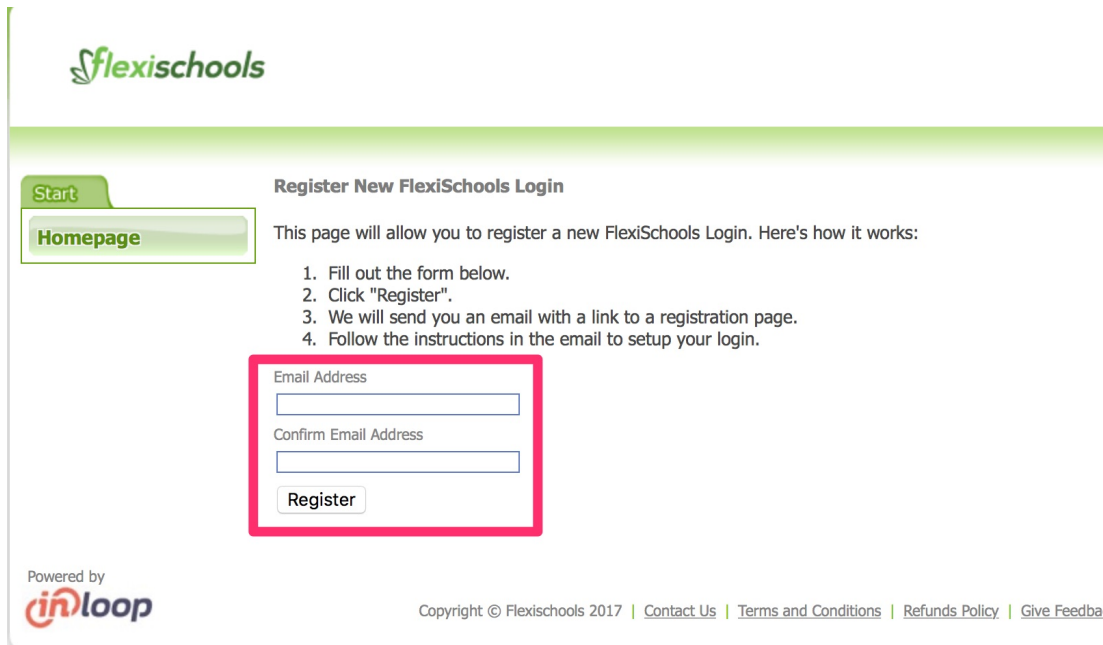 flexischools
Start
Homepage
Register New FlexiSchools Login
This page will allow you to register a new FlexiSchools Login. Here's how it works:
1. Fill out the form below.
2. Click "Register".
3. We will send you an email with a link to a registration page.
4. Follow the instructions in the email to setup your login.
Email Address
Confirm Email Address
Register
Powered by
inloop
Copyright © Flexischools 2017 | Contact Us | Terms and Conditions | Refunds Policy | Give Feedba